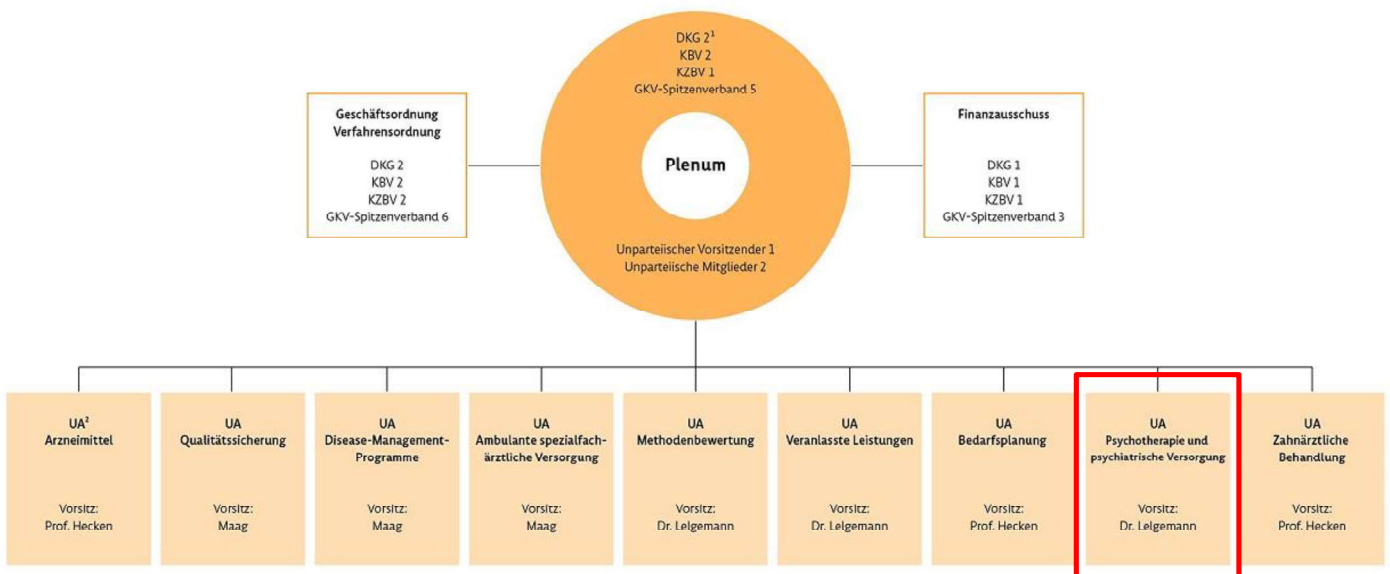 DKG 2¹
KBV 2
KZBV 1
GKV-Spitzenverband 5
Plenum
Unparteiischer Vorsitzender 1
Unparteiische Mitglieder 2
Geschäftsordnung
Verfahrensordnung
DKG 2
KBV 2
KZBV 2
GKV-Spitzenverband 6
Finanzausschuss
DKG 1
KBV 1
KZBV 1
GKV-Spitzenverband 3
UA²
Arzneimittel
Vorsitz:
Prof. Hecken
UA
Qualitätssicherung
Vorsitz:
Maag
UA
Disease-Management-
Programme
Vorsitz:
Maag
UA
Ambulante spezialfach-
ärztliche Versorgung
Vorsitz:
Maag
UA
Methodenbewertung
Vorsitz:
Dr. Lelgemann
UA
Veranlasste Leistungen
Vorsitz:
Dr. Lelgemann
UA
Bedarfsplanung
Vorsitz:
Prof. Hecken
UA
Psychotherapie und
psychiatrische Versorgung
Vorsitz:
Dr. Lelgemann
UA
Zahnärztliche
Behandlung
Vorsitz:
Prof. Hecken